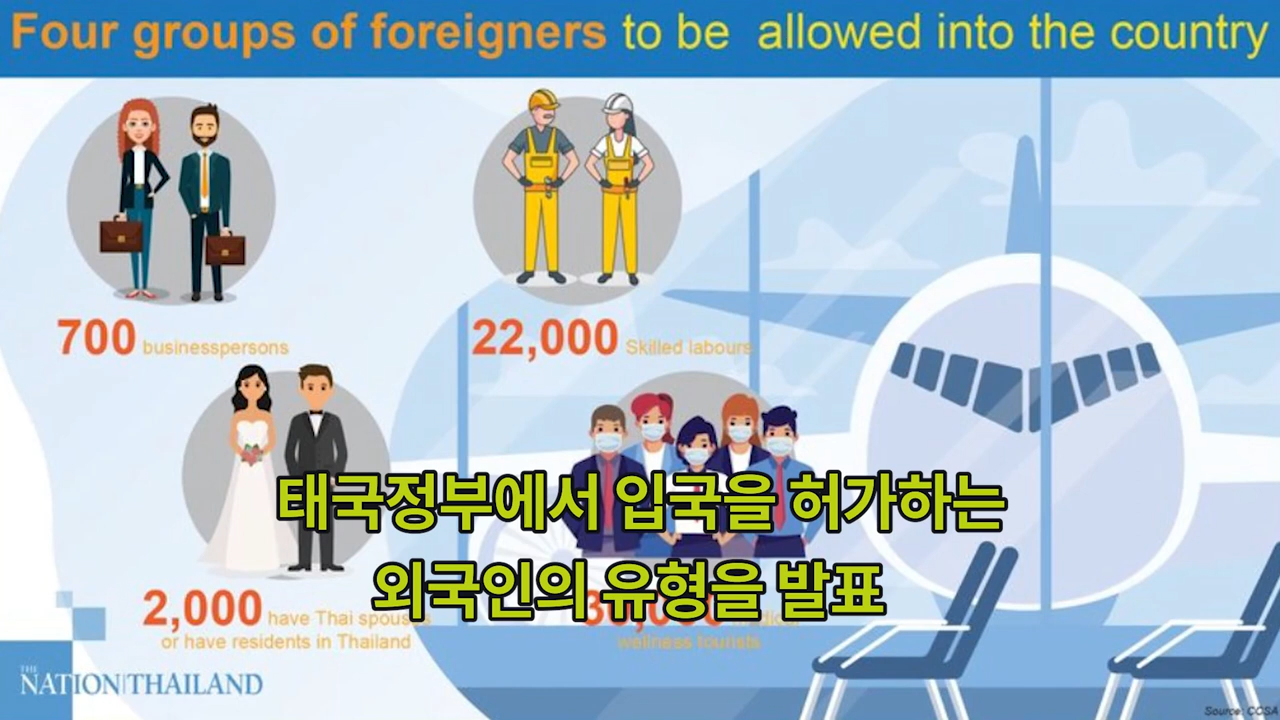 Four groups of foreigners to be allowed into the country
700 businesspersons
22,000 Skilled labours
태국정부에서 입국을 허가하는
외국인의 유형을 발표
2,000 have Thai
or have residents in Thailand
wellness tourists
THE
NATION THAILAND
Source: CCSA